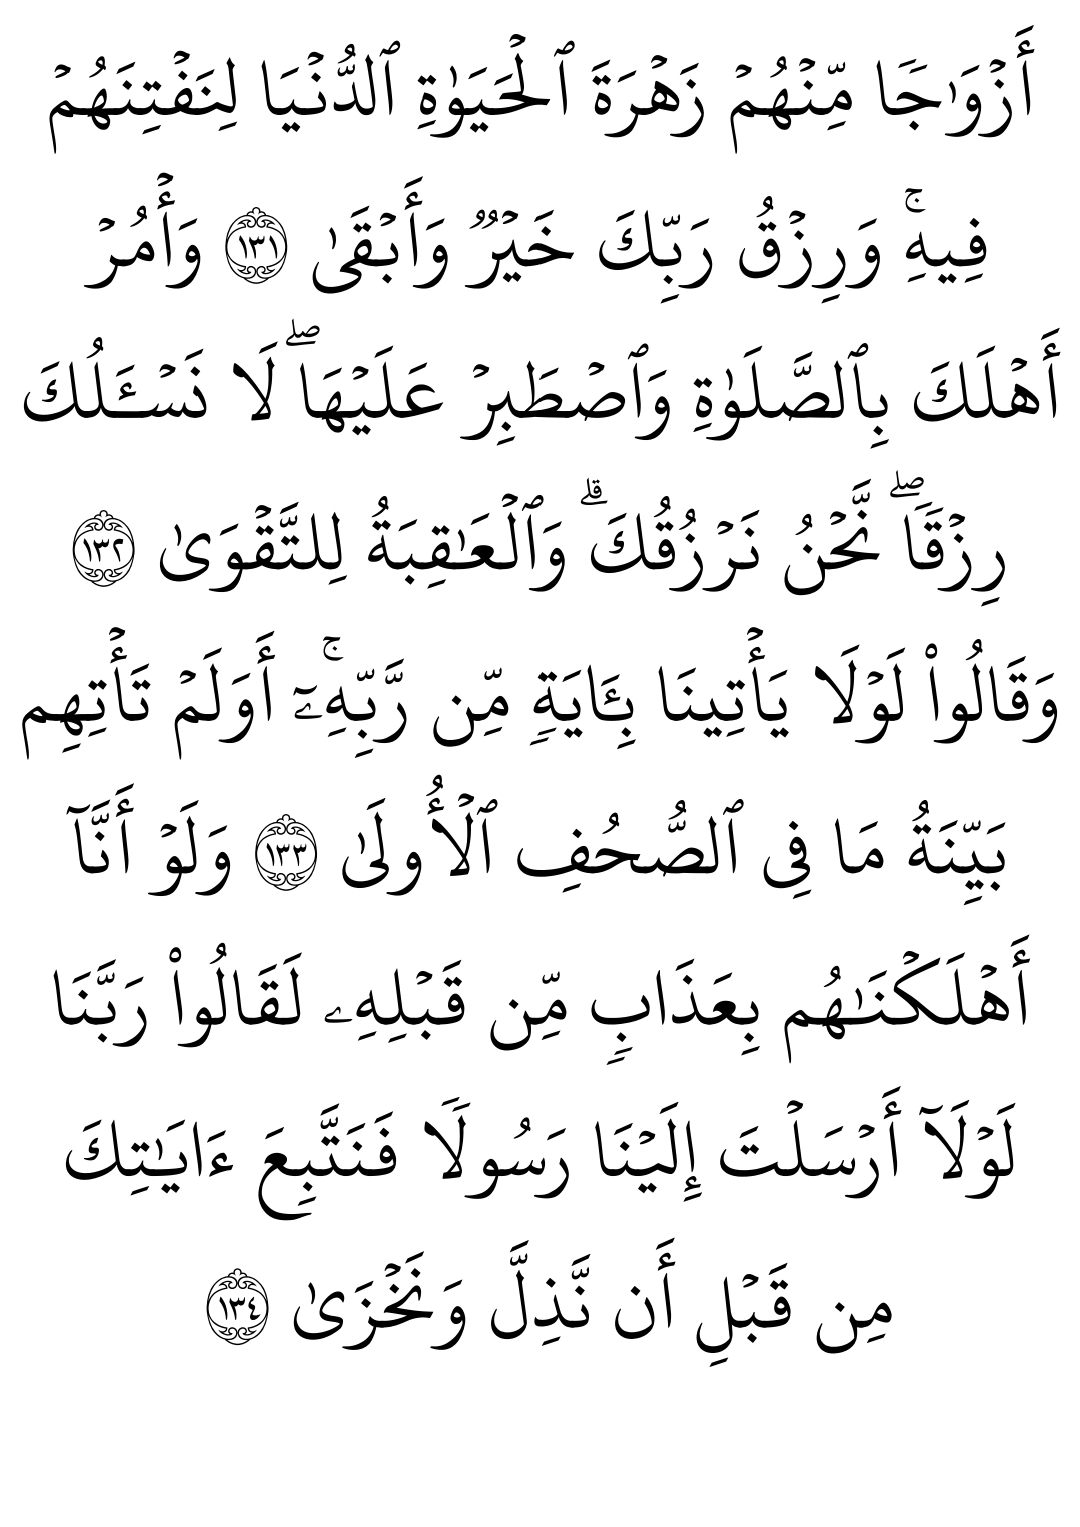 أَزۡوَٰجٗا مِّنۡهُمۡ زَهۡرَةَ ٱلۡحَيَوٰةِ ٱلدُّنۡيَا لِنَفۡتِنَهُمۡ
فِيهِۚ وَرِزۡقُ رَبِّكَ خَيۡرٞ وَأَبۡقَىٰ ١٣١ وَأۡمُرۡ
أَهۡلَكَ بِٱلصَّلَوٰةِ وَٱصۡطَبِرۡ عَلَيۡهَاۖ لَا نَسۡـَٔلُكَ
رِزۡقٗاۖ نَّحۡنُ نَرۡزُقُكَۗ وَٱلۡعَٰقِبَةُ لِلتَّقۡوَىٰ ١٣٢
وَقَالُواْ لَوۡلَا يَأۡتِينَا بِـَٔايَةٖ مِّن رَّبِّهِۦٓۚ أَوَلَمۡ تَأۡتِهِم
بَيِّنَةُ مَا فِي ٱلصُّحُفِ ٱلۡأُولَىٰ ١٣٣ وَلَوۡ أَنَّآ
أَهۡلَكۡنَٰهُم بِعَذَابٖ مِّن قَبۡلِهِۦ لَقَالُواْ رَبَّنَا
لَوۡلَآ أَرۡسَلۡتَ إِلَيۡنَا رَسُولٗا فَنَتَّبِعَ ءَايَٰتِكَ
مِن قَبۡلِ أَن نَّذِلَّ وَنَخۡزَىٰ ١٣٤